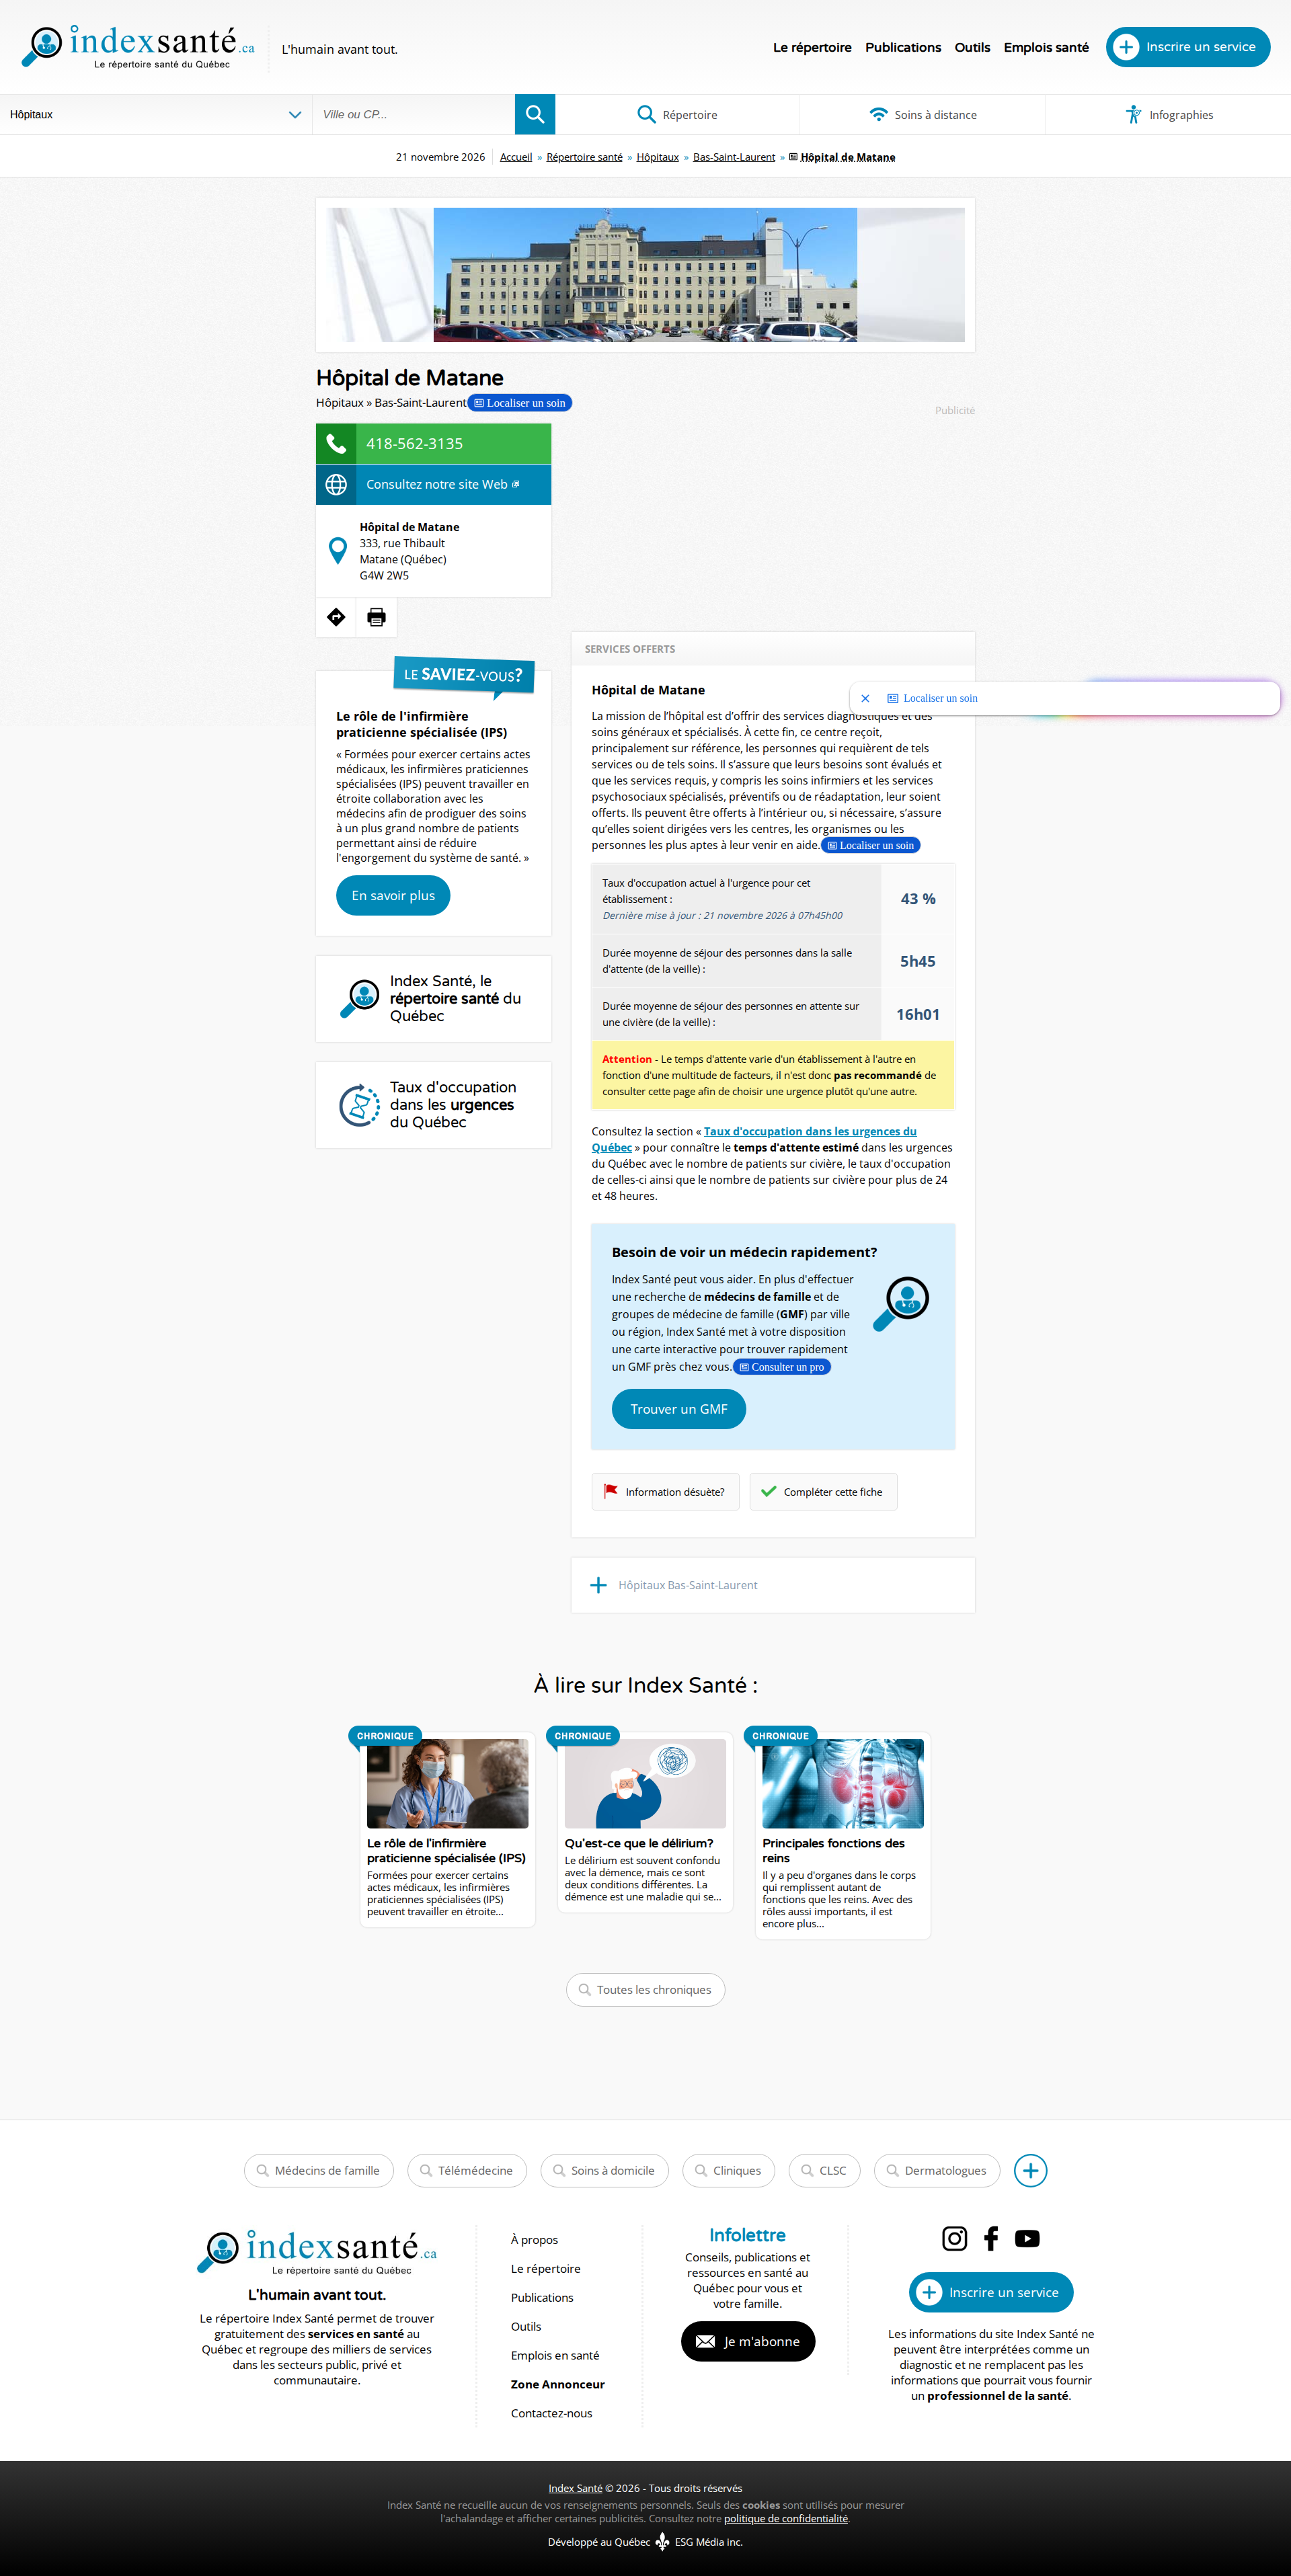 indexsanté.ca
Le répertoire santé du Québec
L'humain avant tout.
Le répertoire
Publications
Outils
Emplois santé
Inscrire un service
Hôpitaux
Ville ou CP...
Répertoire
Soins à distance
Infographies
21 novembre 2026
Accueil » Répertoire santé » Hôpitaux » Bas-Saint-Laurent » Hôpital de Matane
Hôpital de Matane
Hôpitaux » Bas-Saint-Laurent Localiser un soin
Publicité
418-562-3135
Consultez notre site Web
Hôpital de Matane
333, rue Thibault
Matane (Québec)
G4W 2W5
LE SAVIEZ-VOUS?
Le rôle de l'infirmière
praticienne spécialisée (IPS)
« Formées pour exercer certains actes
médicaux, les infirmières praticiennes
spécialisées (IPS) peuvent travailler en
étroite collaboration avec les
médecins afin de prodiguer des soins
à un plus grand nombre de patients
permettant ainsi de réduire
l'engorgement du système de santé. »
En savoir plus
Index Santé, le
répertoire santé du
Québec
Taux d'occupation
dans les urgences
du Québec
SERVICES OFFERTS
Hôpital de Matane
Localiser un soin
La mission de l'hôpital est d'offrir des services diagnostiques et des
soins généraux et spécialisés. À cette fin, ce centre reçoit,
principalement sur référence, les personnes qui requièrent de tels
services ou de tels soins. Il s'assure que leurs besoins sont évalués et
que les services requis, y compris les soins infirmiers et les services
psychosociaux spécialisés, préventifs ou de réadaptation, leur soient
offerts. Ils peuvent être offerts à l'intérieur ou, si nécessaire, s'assure
qu'elles soient dirigées vers les centres, les organismes ou les
personnes les plus aptes à leur venir en aide. Localiser un soin
Taux d'occupation actuel à l'urgence pour cet
établissement :
Dernière mise à jour : 21 novembre 2026 à 07h45h00
43 %
Durée moyenne de séjour des personnes dans la salle
d'attente (de la veille) :
5h45
Durée moyenne de séjour des personnes en attente sur
une civière (de la veille) :
16h01
Attention - Le temps d'attente varie d'un établissement à l'autre en
fonction d'une multitude de facteurs, il n'est donc pas recommandé de
consulter cette page afin de choisir une urgence plutôt qu'une autre.
Consultez la section « Taux d'occupation dans les urgences du
Québec » pour connaître le temps d'attente estimé dans les urgences
du Québec avec le nombre de patients sur civière, le taux d'occupation
de celles-ci ainsi que le nombre de patients sur civière pour plus de 24
et 48 heures.
Besoin de voir un médecin rapidement?
Index Santé peut vous aider. En plus d'effectuer
une recherche de médecins de famille et de
groupes de médecine de famille (GMF) par ville
ou région, Index Santé met à votre disposition
une carte interactive pour trouver rapidement
un GMF près chez vous. Consulter un pro
Trouver un GMF
Information désuète?
Compléter cette fiche
Hôpitaux Bas-Saint-Laurent
À lire sur Index Santé :
CHRONIQUE
Le rôle de l'infirmière
praticienne spécialisée (IPS)
Formées pour exercer certains
actes médicaux, les infirmières
praticiennes spécialisées (IPS)
peuvent travailler en étroite...
CHRONIQUE
Qu'est-ce que le délirium?
Le délirium est souvent confondu
avec la démence, mais ce sont
deux conditions différentes. La
démence est une maladie qui se...
CHRONIQUE
Principales fonctions des
reins
Il y a peu d'organes dans le corps
qui remplissent autant de
fonctions que les reins. Avec des
rôles aussi importants, il est
encore plus...
Toutes les chroniques
Médecins de famille
Télémédecine
Soins à domicile
Cliniques
CLSC
Dermatologues
indexsanté.ca
Le répertoire santé du Québec
L'humain avant tout.
Le répertoire Index Santé permet de trouver
gratuitement des services en santé au
Québec et regroupe des milliers de services
dans les secteurs public, privé et
communautaire.
À propos
Le répertoire
Publications
Outils
Emplois en santé
Zone Annonceur
Contactez-nous
Infolettre
Conseils, publications et
ressources en santé au
Québec pour vous et
votre famille.
Je m'abonne
Inscrire un service
Les informations du site Index Santé ne
peuvent être interprétées comme un
diagnostic et ne remplacent pas les
informations que pourrait vous fournir
un professionnel de la santé.
Index Santé © 2026 - Tous droits réservés
Index Santé ne recueille aucun de vos renseignements personnels. Seuls des cookies sont utilisés pour mesurer
l'achalandage et afficher certaines publicités. Consultez notre politique de confidentialité.
Développé au Québec ESG Média inc.